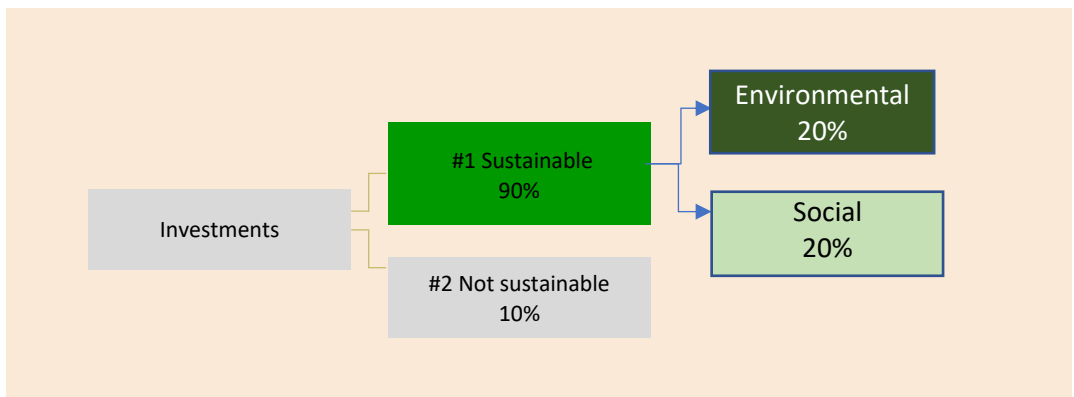 Investments
#1 Sustainable
90%
#2 Not sustainable
10%
Environmental
20%
Social
20%